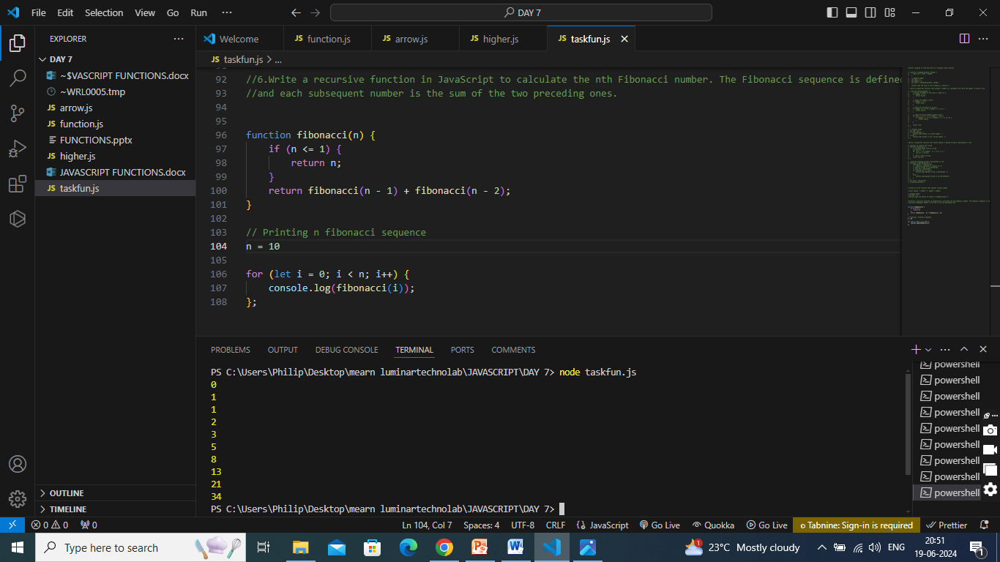 File Edit Selection View Go Run ··· DAY 7
EXPLORER ···
DAY 7
~$VASCRIPT FUNCTIONS.docx
~WRL0005.tmp
JS arrow.js
JS function.js
FUNCTIONS.pptx
JS higher.js
JAVASCRIPT FUNCTIONS.docx
JS taskfun.js
OUTLINE
TIMELINE
Welcome JS function.js JS arrow.js JS higher.js JS taskfun.js
JS taskfun.js > ...
92 //6.Write a recursive function in JavaScript to calculate the nth Fibonacci number. The Fibonacci sequence is define
93 //and each subsequent number is the sum of the two preceding ones.
94
95
96 function fibonacci(n) {
97 if (n <= 1) {
98 return n;
99 }
100 return fibonacci(n - 1) + fibonacci(n - 2);
101 }
102
103 // Printing n fibonacci sequence
104 n = 10
105
106 for (let i = 0; i < n; i++) {
107 console.log(fibonacci(i));
108 };
PROBLEMS OUTPUT DEBUG CONSOLE TERMINAL PORTS COMMENTS
PS C:\Users\Philip\Desktop\mearn luminartechnolab\JAVASCRIPT\DAY 7> node taskfun.js
0
1
1
2
3
5
8
13
21
34
PS C:\Users\Philip\Desktop\mearn luminartechnolab\JAVASCRIPT\DAY 7>
powershell
powershell
powershell
powershell
powershell
powershell
powershell
powershell
powershell
0 0 0 Ln 104, Col 7 Spaces: 4 UTF-8 CRLF {} JavaScript Go Live Quokka Go Live Tabnine: Sign-in is required Prettier
Type here to search 1 23°C Mostly cloudy ENG 20:51 1
19-06-2024